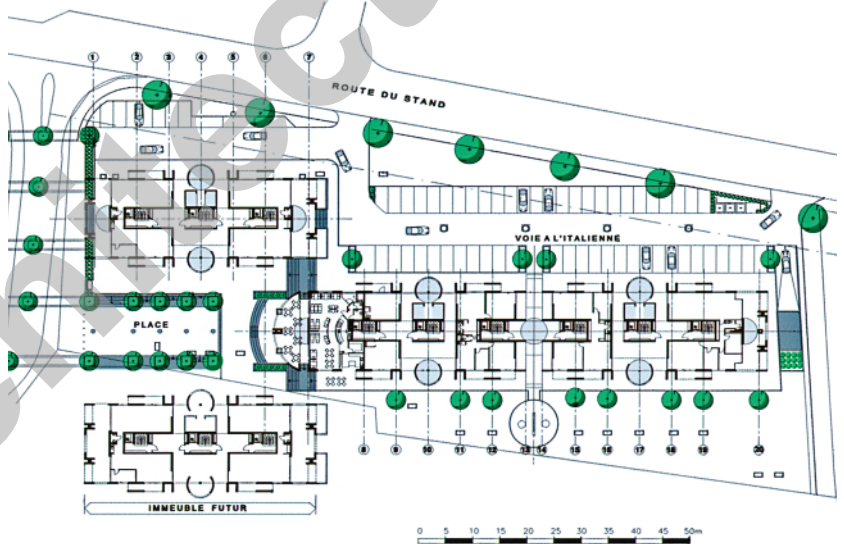 1 2 3 4 5 6 7
ROUTE DU STAND
VOIE A L'ITALIENNE
PLACE
8 9 10 11 12 13 14 15 16 17 18 19 20
IMMEUBLE FUTUR
0 5 10 15 20 25 30 35 40 45 50m